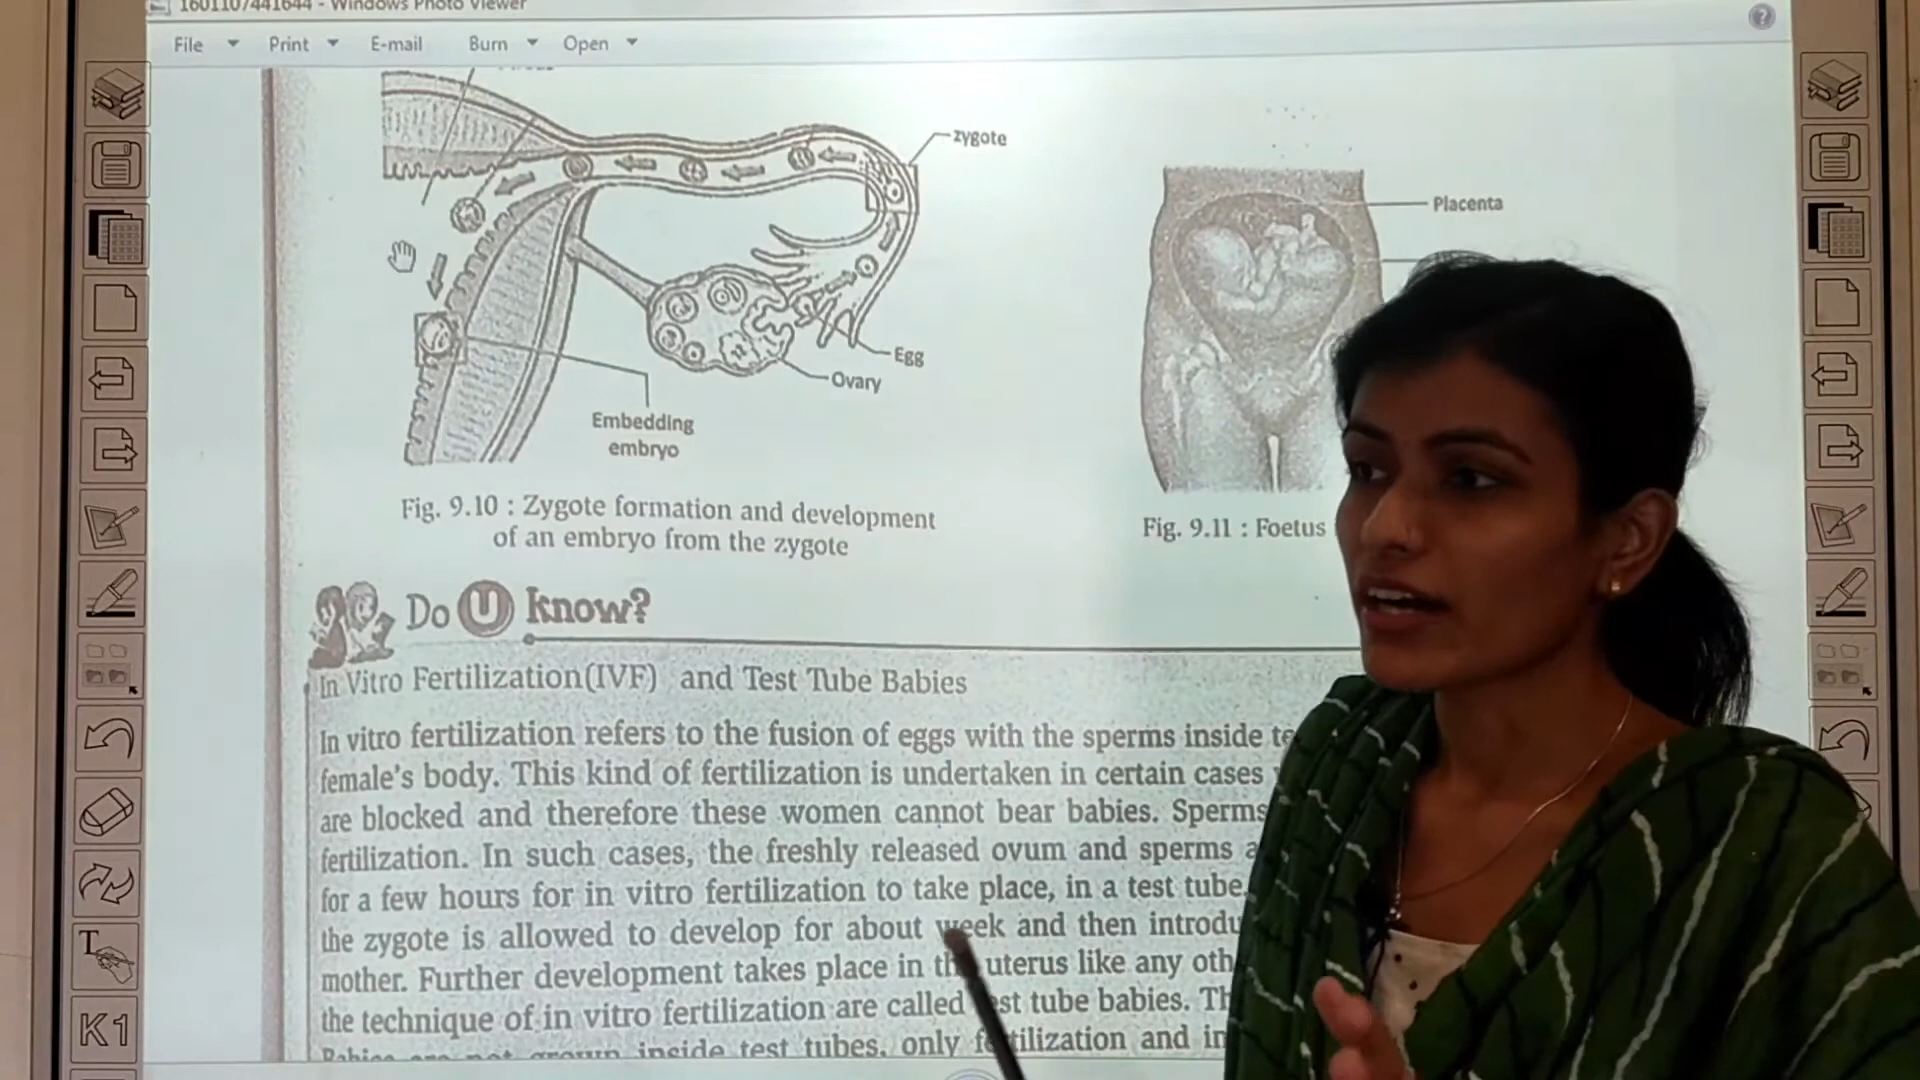 1601107441644 - Windows Photo Viewer
File Print E-mail Burn Open
zygote
Placenta
Egg
Ovary
Embedding
embryo
Fig. 9.10 : Zygote formation and development
of an embryo from the zygote
Fig. 9.11 : Foetus
Do U know?
In Vitro Fertilization(IVF) and Test Tube Babies
In vitro fertilization refers to the fusion of eggs with the sperms inside
female's body. This kind of fertilization is undertaken in certain cases
are blocked and therefore these women cannot bear babies. Sperms
fertilization. In such cases, the freshly released ovum and sperms
for a few hours for in vitro fertilization to take place, in a test tube.
the zygote is allowed to develop for about week and then
mother. Further development takes place in uterus like any
the technique of in vitro fertilization are called tube babies.
inside test tubes, only and
T
K1